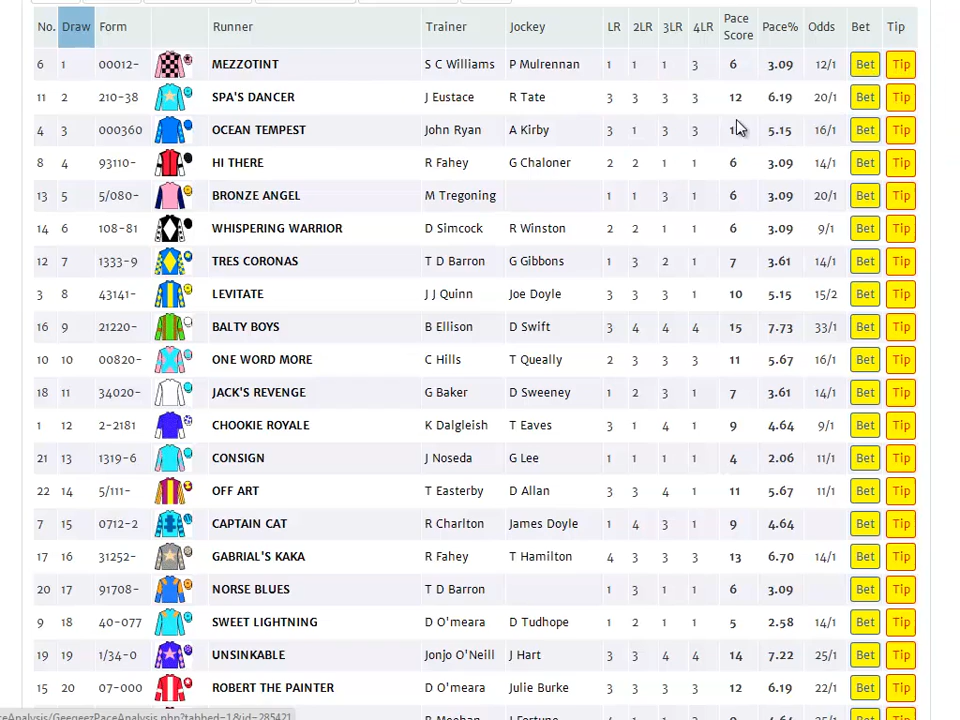 No. Draw Form Runner Trainer Jockey LR 2LR 3LR 4LR Pace Score Pace% Odds Bet Tip
6 1 00012- MEZZOTINT S C Williams P Mulrennan 1 1 1 3 6 3.09 12/1 Bet Tip
11 2 210-38 SPA'S DANCER J Eustace R Tate 3 3 3 3 12 6.19 20/1 Bet Tip
4 3 000360 OCEAN TEMPEST John Ryan A Kirby 3 1 3 3 5.15 16/1 Bet Tip
8 4 93110- HI THERE R Fahey G Chaloner 2 2 1 1 6 3.09 14/1 Bet Tip
13 5 5/080- BRONZE ANGEL M Tregoning 1 1 3 1 6 3.09 20/1 Bet Tip
14 6 108-81 WHISPERING WARRIOR D Simcock R Winston 2 2 1 1 6 3.09 9/1 Bet Tip
12 7 1333-9 TRES CORONAS T D Barron G Gibbons 1 3 2 1 7 3.61 14/1 Bet Tip
3 8 43141- LEVITATE J J Quinn Joe Doyle 3 3 3 1 10 5.15 15/2 Bet Tip
16 9 21220- BALTY BOYS B Ellison D Swift 3 4 4 4 15 7.73 33/1 Bet Tip
10 10 00820- ONE WORD MORE C Hills T Queally 2 3 3 3 11 5.67 16/1 Bet Tip
18 11 34020- JACK'S REVENGE G Baker D Sweeney 1 2 3 1 7 3.61 14/1 Bet Tip
1 12 2-2181 CHOOKIE ROYALE K Dalgleish T Eaves 3 1 4 1 9 4.64 9/1 Bet Tip
21 13 1319-6 CONSIGN J Noseda G Lee 1 1 1 1 4 2.06 11/1 Bet Tip
22 14 5/111- OFF ART T Easterby D Allan 3 3 4 1 11 5.67 11/1 Bet Tip
7 15 0712-2 CAPTAIN CAT R Charlton James Doyle 1 4 3 1 9 4.64 Bet Tip
17 16 31252- GABRIAL'S KAKA R Fahey T Hamilton 4 3 3 3 13 6.70 14/1 Bet Tip
20 17 91708- NORSE BLUES T D Barron 1 3 1 1 6 3.09 Bet Tip
9 18 40-077 SWEET LIGHTNING D O'meara D Tudhope 1 2 1 1 5 2.58 14/1 Bet Tip
19 19 1/34-0 UNSINKABLE Jonjo O'Neill J Hart 3 3 4 4 14 7.22 25/1 Bet Tip
15 20 07-000 ROBERT THE PAINTER D O'meara Julie Burke 3 3 3 3 12 6.19 22/1 Bet Tip
R Meehan J Fortune
ceAnalysis/GeegeezPaceAnalysis.php?tabbed=1&id=285421